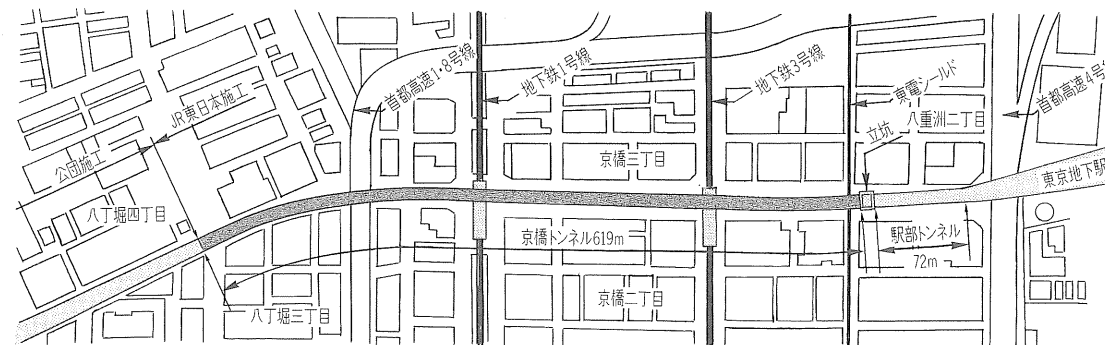 首都高速1・8号線
地下鉄1号線
地下鉄3号線
東電シールド
立坑
八重洲二丁目
首都高速4号線
JR東日本施工
公団施工
京橋三丁目
東京地下駅
八丁堀四丁目
京橋トンネル619m
駅部トンネル
72m
八丁堀三丁目
京橋二丁目